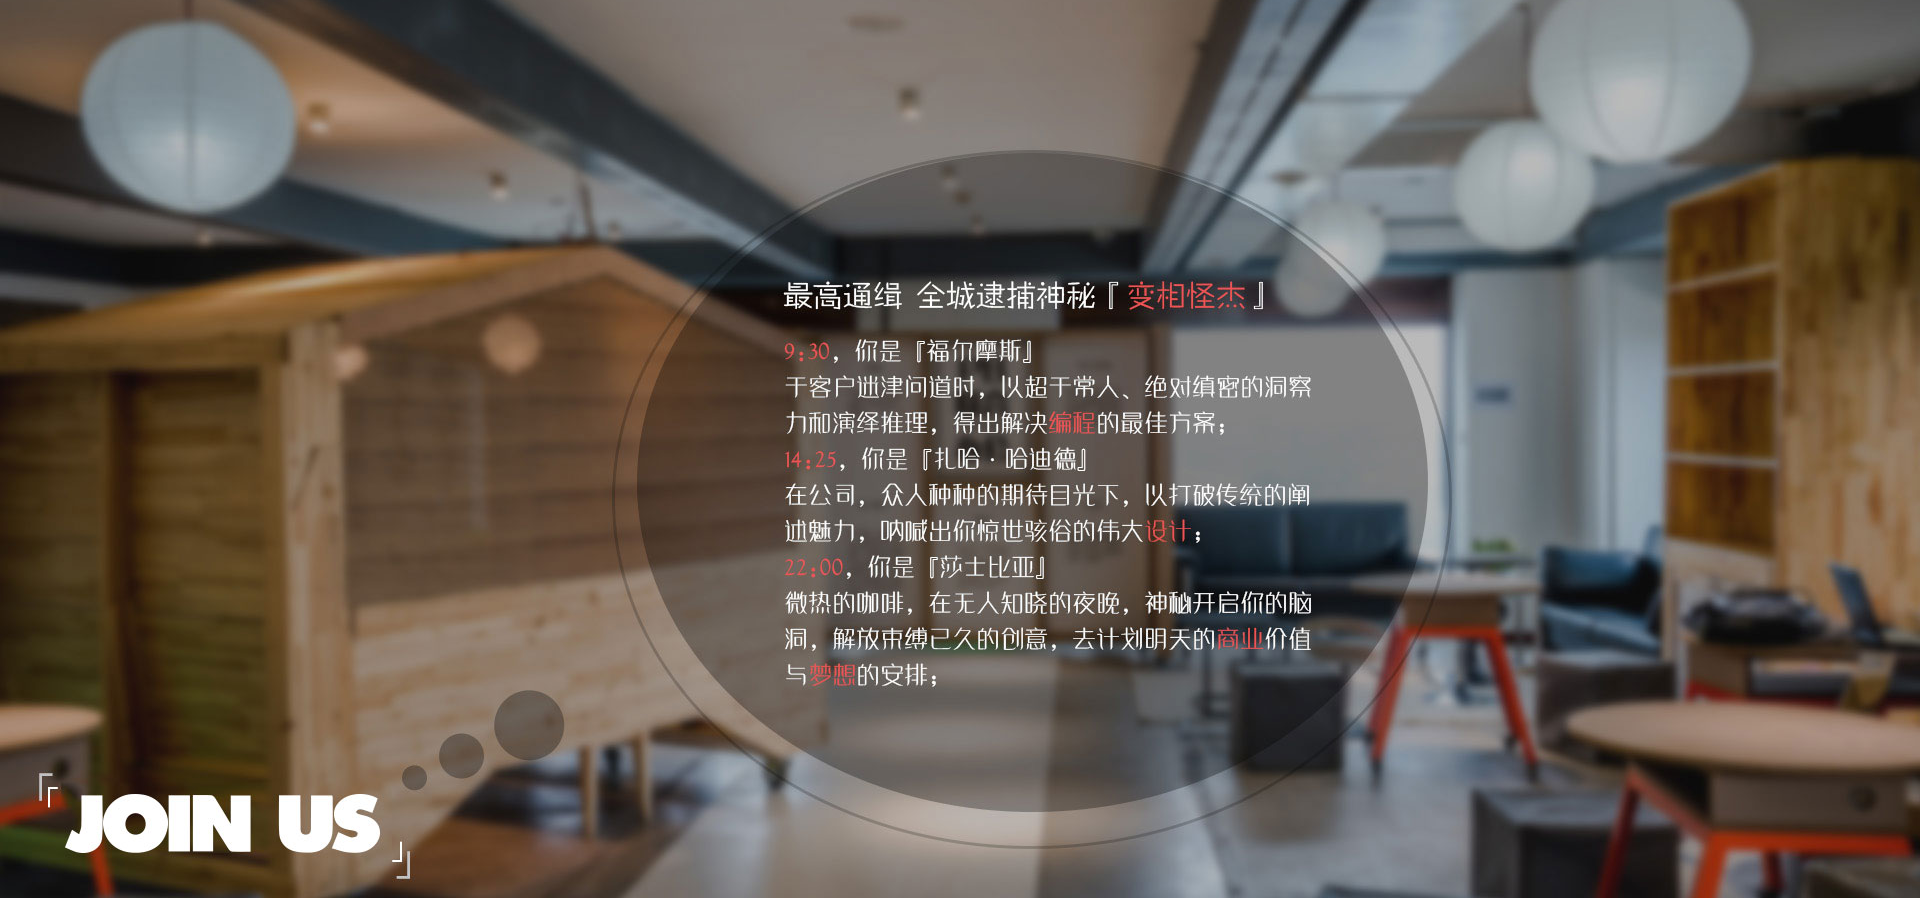 最高通缉 全城逮捕神秘『变相怪杰』
9:30，你是『福尔摩斯』
于客户迷津问道时，以超于常人、绝对缜密的洞察
力和演绎推理，得出解决编程的最佳方案；
14:25，你是『扎哈·哈迪德』
在公司，众人种种的期待目光下，以打破传统的阐
述魅力，呐喊出你惊世骇俗的伟大设计；
22:00，你是『莎士比亚』
微热的咖啡，在无人知晓的夜晚，神秘开启你的脑
洞，解放束缚已久的创意，去计划明天的商业价值
与梦想的安排；
JOIN US